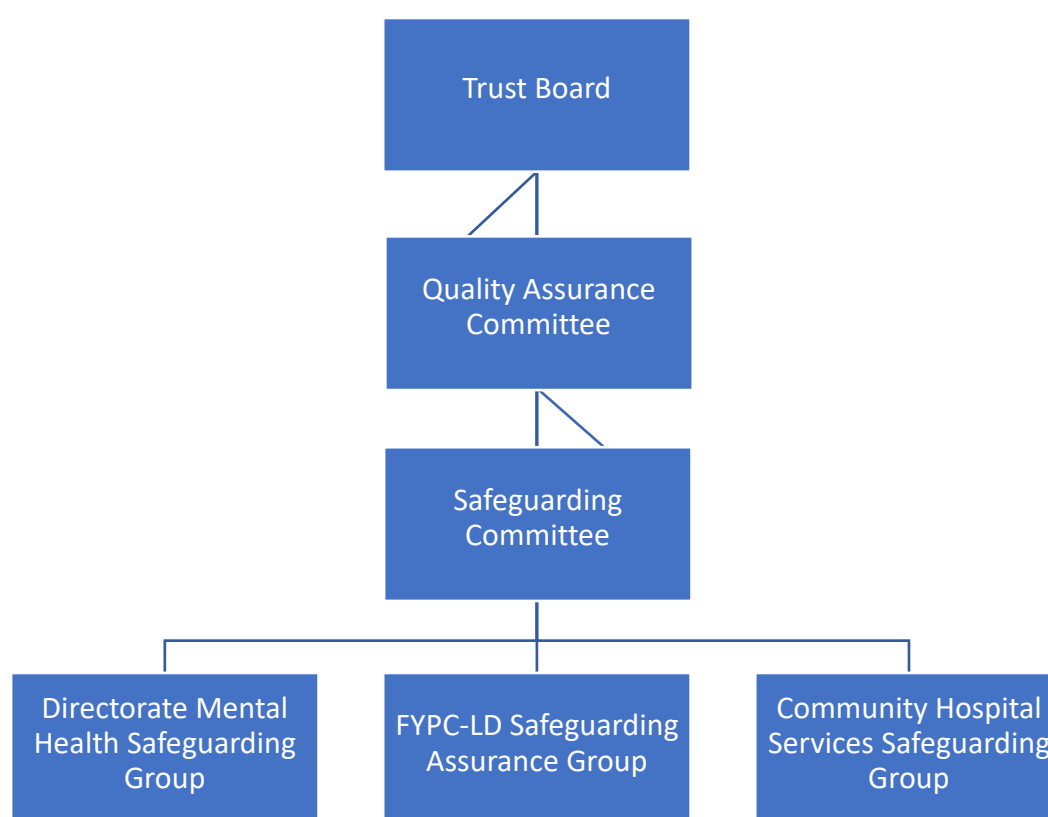 Trust Board
Quality Assurance
Committee
Safeguarding
Committee
Directorate Mental
Health Safeguarding
Group
FYPC-LD Safeguarding
Assurance Group
Community Hospital
Services Safeguarding
Group